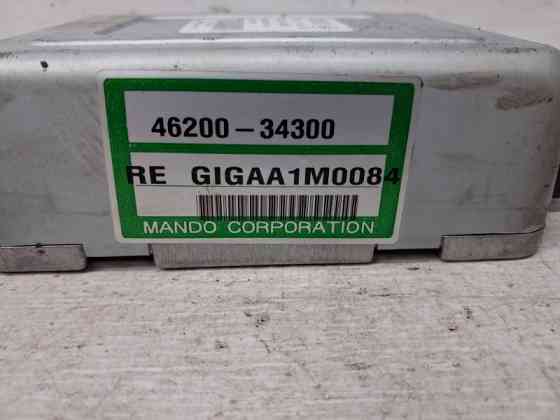 46200-34300
RE GIGAA1M0084
MANDO CORPORATION